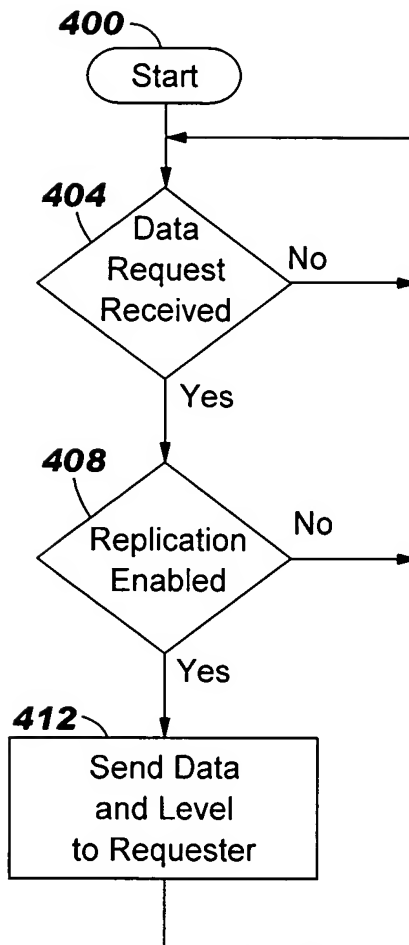 400
Start
404
Data
Request
Received
No
Yes
408
Replication
Enabled
No
Yes
412
Send Data
and Level
to Requester